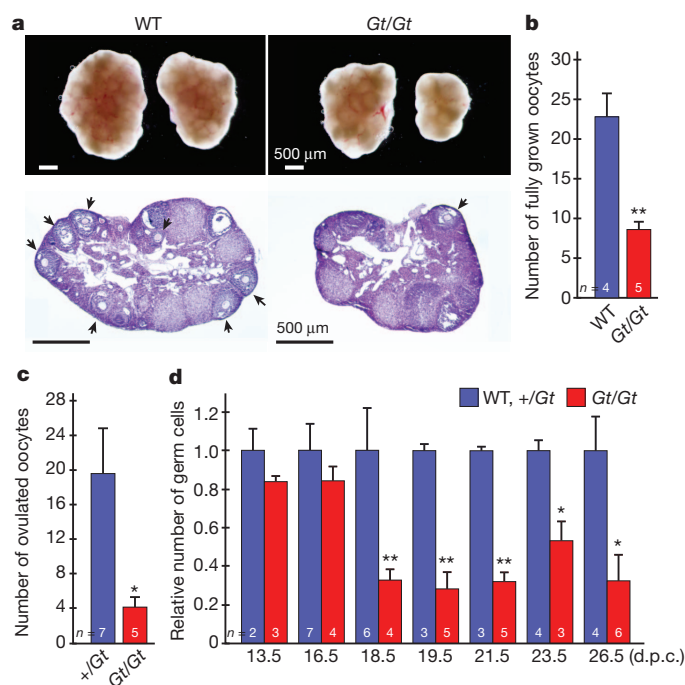 a
WT
Gt/Gt
500 μm
500 μm
b
Number of fully grown oocytes
30
25
20
15
10
5
0
**
n = 4
5
WT
Gt/Gt
c
Number of ovulated oocytes
28
24
20
16
12
8
4
0
*
n = 7
5
+/Gt
Gt/Gt
d
WT, +/Gt
Gt/Gt
Relative number of germ cells
1.2
1.0
0.8
0.6
0.4
0.2
0
** ** ** * *
n = 2 3 7 4 6 4 3 5 3 5 4 3 4 6
13.5 16.5 18.5 19.5 21.5 23.5 26.5 (d.p.c.)